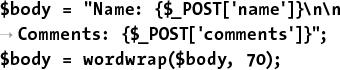 $body = "Name: {$_POST['name']}\n\n
→ Comments: {$_POST['comments']}";
$body = wordwrap($body, 70);